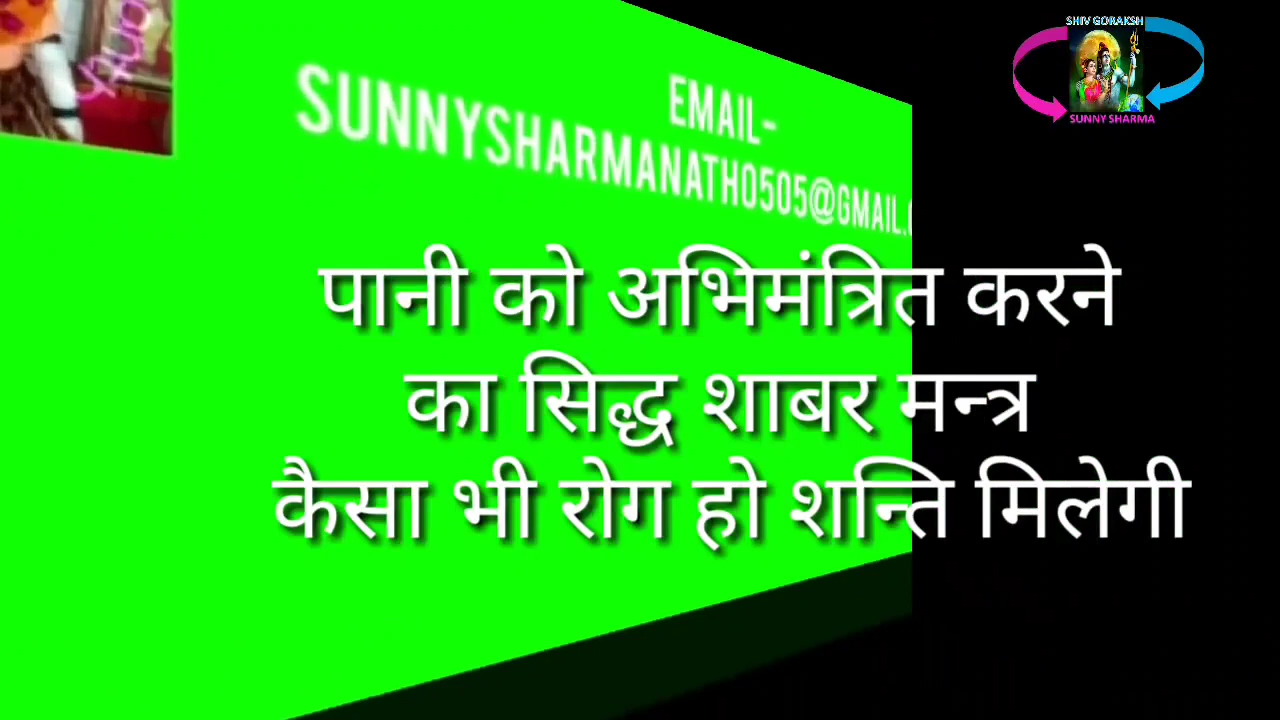 SHIV GORAKSH
SUNNY SHARMA
EMAIL-
SUNNYSHARMANATH0505@GMAIL.
पानी को अभिमंत्रित करने
का सिद्ध शाबर मन्त्र
कैसा भी रोग हो शन्ति मिलेगी